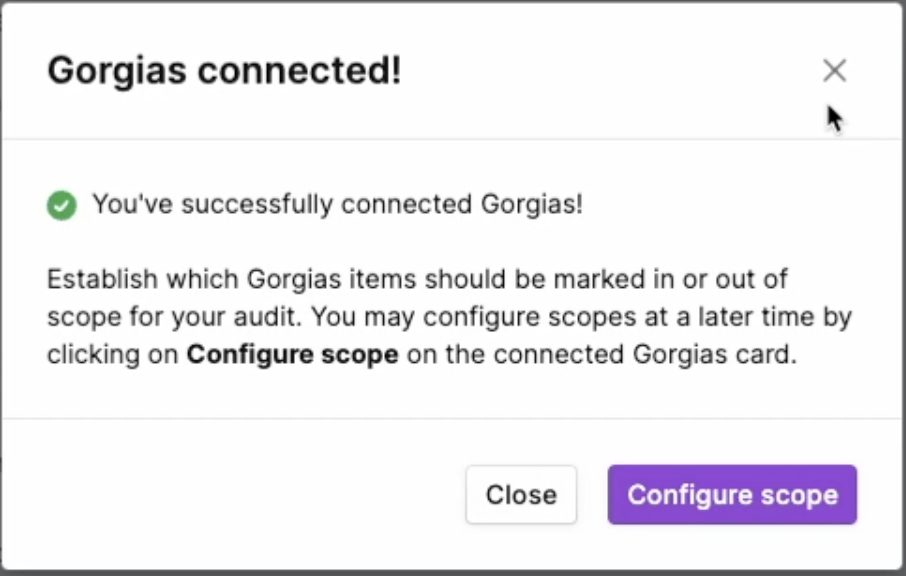 Gorgias connected!
You've successfully connected Gorgias!
Establish which Gorgias items should be marked in or out of
scope for your audit. You may configure scopes at a later time by
clicking on Configure scope on the connected Gorgias card.
Close
Configure scope